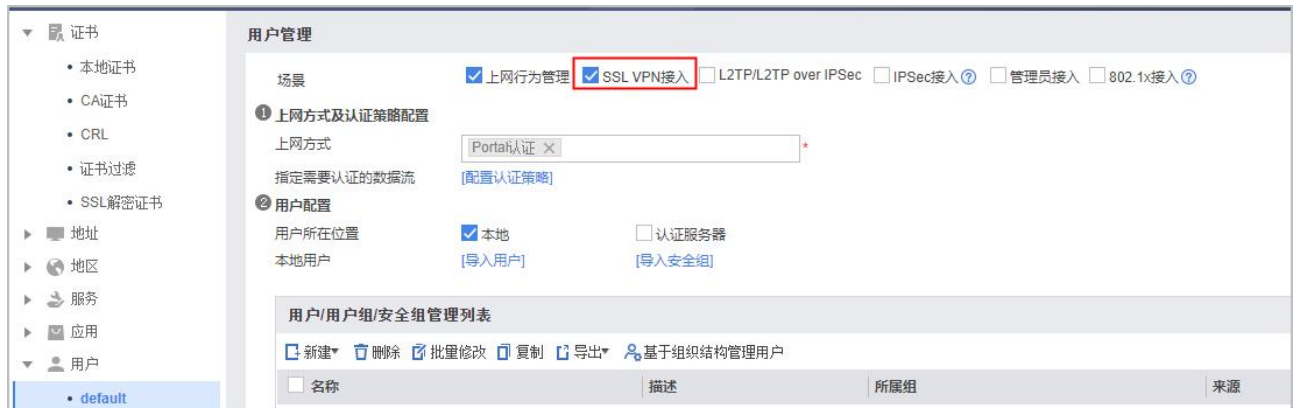 证书
本地证书
CA证书
CRL
证书过滤
SSL解密证书
地址
地区
服务
应用
用户
default
用户管理
场景 上网行为管理 SSL VPN接入 L2TP/L2TP over IPSec IPSec接入 ? 管理员接入 802.1x接入 ?
1 上网方式及认证策略配置
上网方式 Portal认证 *
指定需要认证的数据流 [配置认证策略]
2 用户配置
用户所在位置 本地 认证服务器
本地用户 [导入用户] [导入安全组]
用户/用户组/安全组管理列表
新建 删除 批量修改 复制 导出 基于组织结构管理用户
名称 描述 所属组 来源